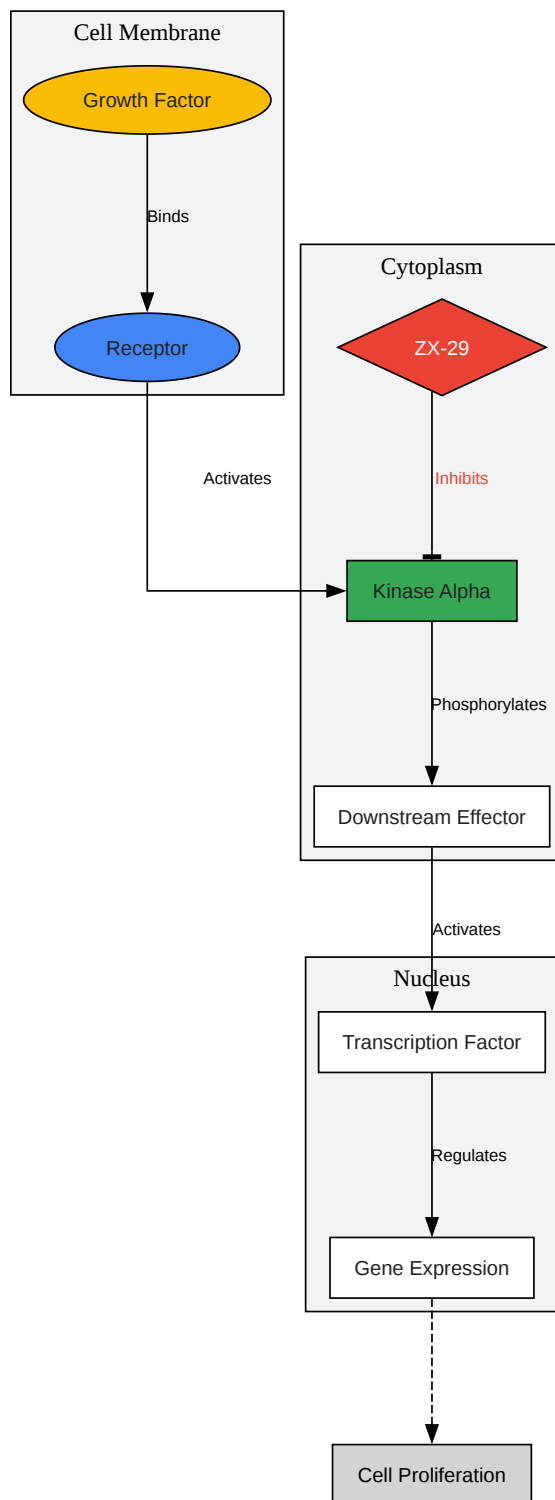 Cell Membrane
Growth Factor
Binds
Receptor
Activates
Cytoplasm
ZX-29
Inhibits
Kinase Alpha
Phosphorylates
Downstream Effector
Activates
Nucleus
Transcription Factor
Regulates
Gene Expression
Cell Proliferation